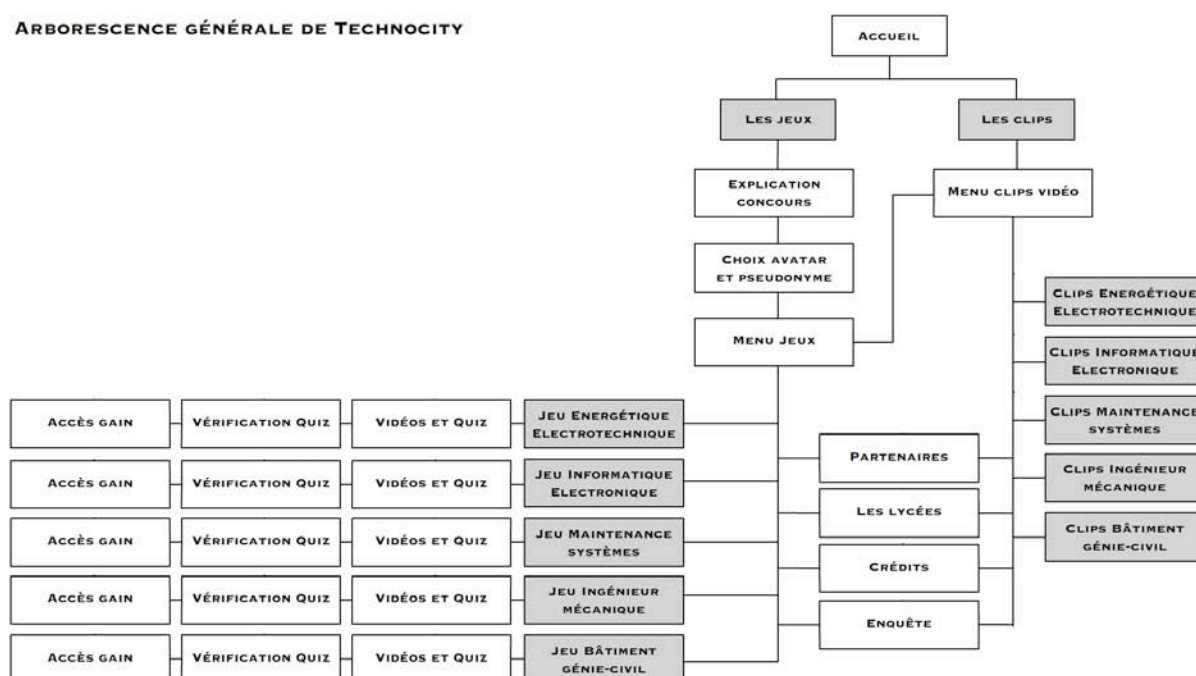 ARBORESCENCE GÉNÉRALE DE TECHNOCITY
ACCUEIL
LES JEUX
LES CLIPS
EXPLICATION
CONCOURS
MENU CLIPS VIDÉO
CHOIX AVATAR
ET PSEUDONYME
MENU JEUX
CLIPS ENERGÉTIQUE
ELECTROTECHNIQUE
CLIPS INFORMATIQUE
ELECTRONIQUE
CLIPS MAINTENANCE
SYSTÈMES
CLIPS INGÉNIEUR
MÉCANIQUE
CLIPS BÂTIMENT
GÉNIE-CIVIL
PARTENAIRES
LES LYCÉES
CRÉDITS
ENQUÊTE
ACCÈS GAIN
VÉRIFICATION QUIZ
VIDÉOS ET QUIZ
JEU ENERGÉTIQUE
ELECTROTECHNIQUE
ACCÈS GAIN
VÉRIFICATION QUIZ
VIDÉOS ET QUIZ
JEU INFORMATIQUE
ELECTRONIQUE
ACCÈS GAIN
VÉRIFICATION QUIZ
VIDÉOS ET QUIZ
JEU MAINTENANCE
SYSTÈMES
ACCÈS GAIN
VÉRIFICATION QUIZ
VIDÉOS ET QUIZ
JEU INGÉNIEUR
MÉCANIQUE
ACCÈS GAIN
VÉRIFICATION QUIZ
VIDÉOS ET QUIZ
JEU BÂTIMENT
GÉNIE-CIVIL